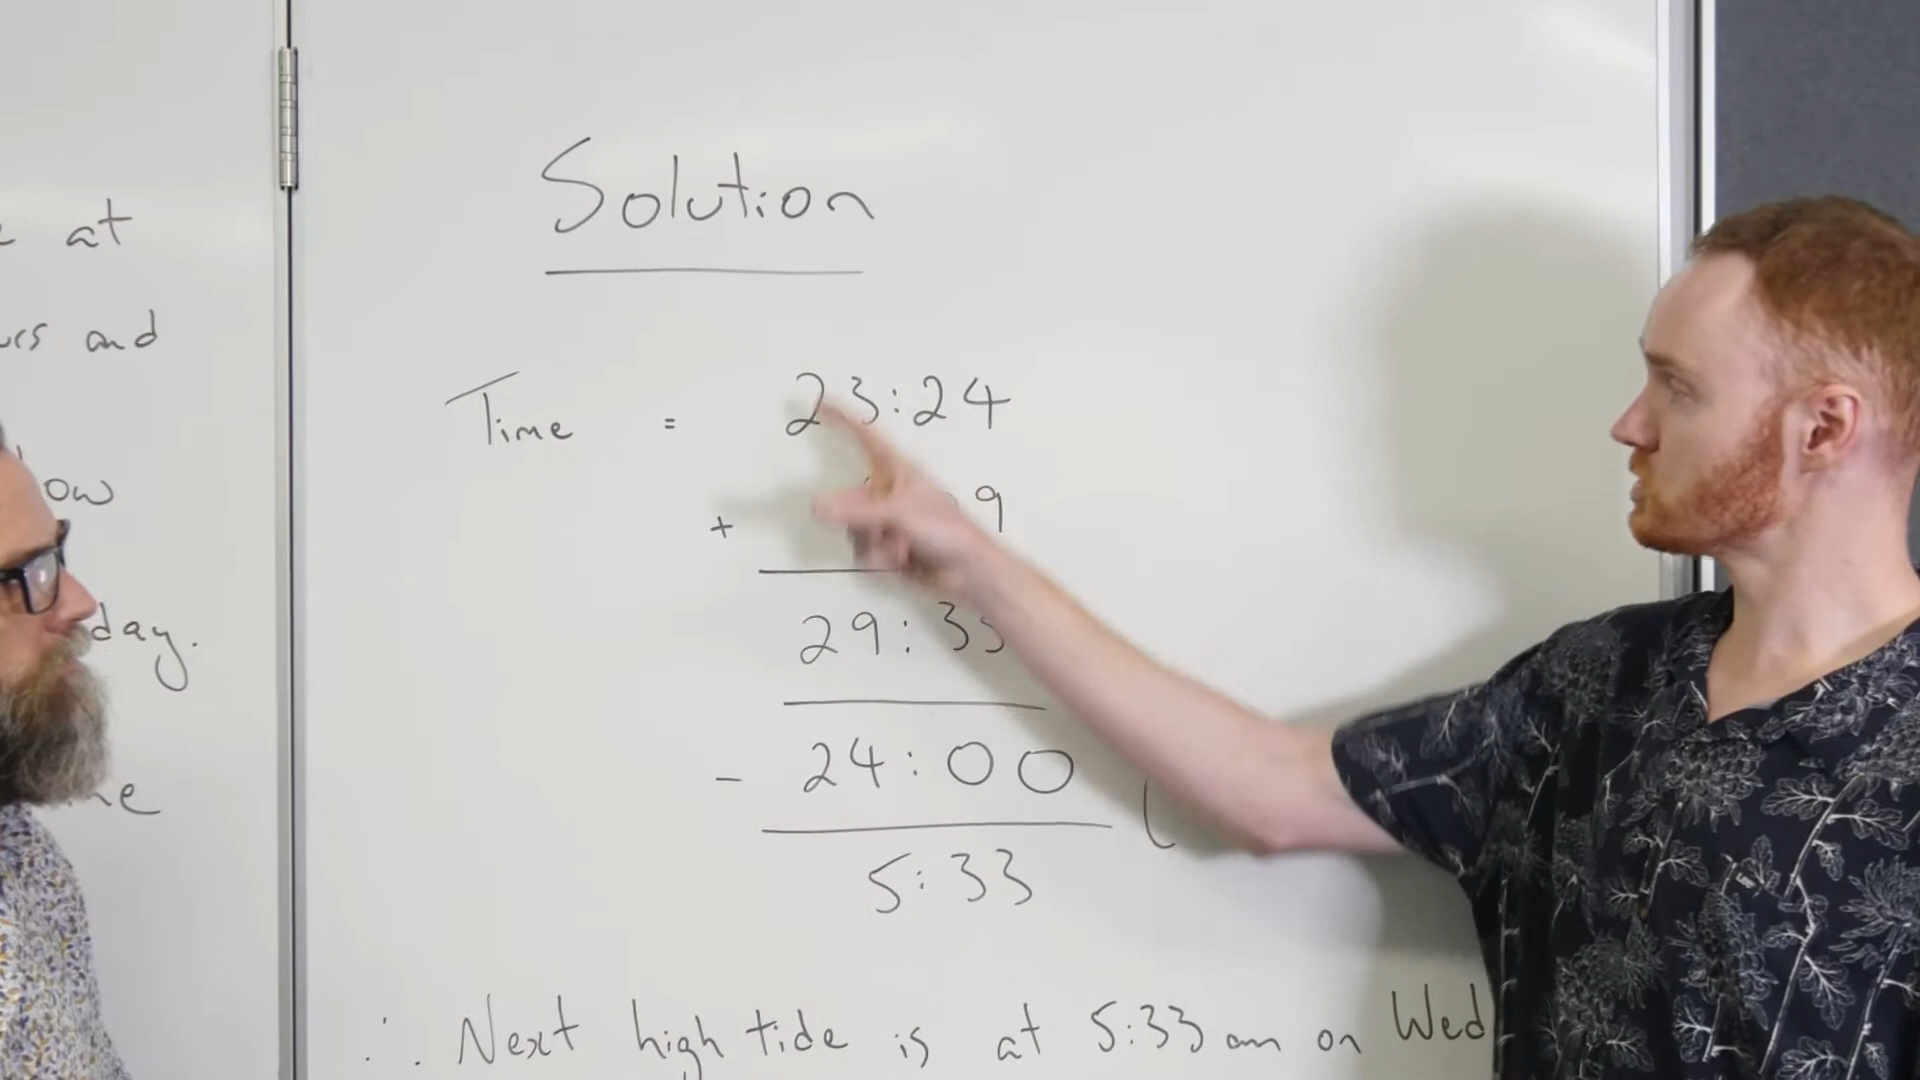 at
and
ow
day.
Solution
Time = 23:24
+ 9
29:33
- 24:00
5:33
∴ Next high tide is at 5:33 am on Wed